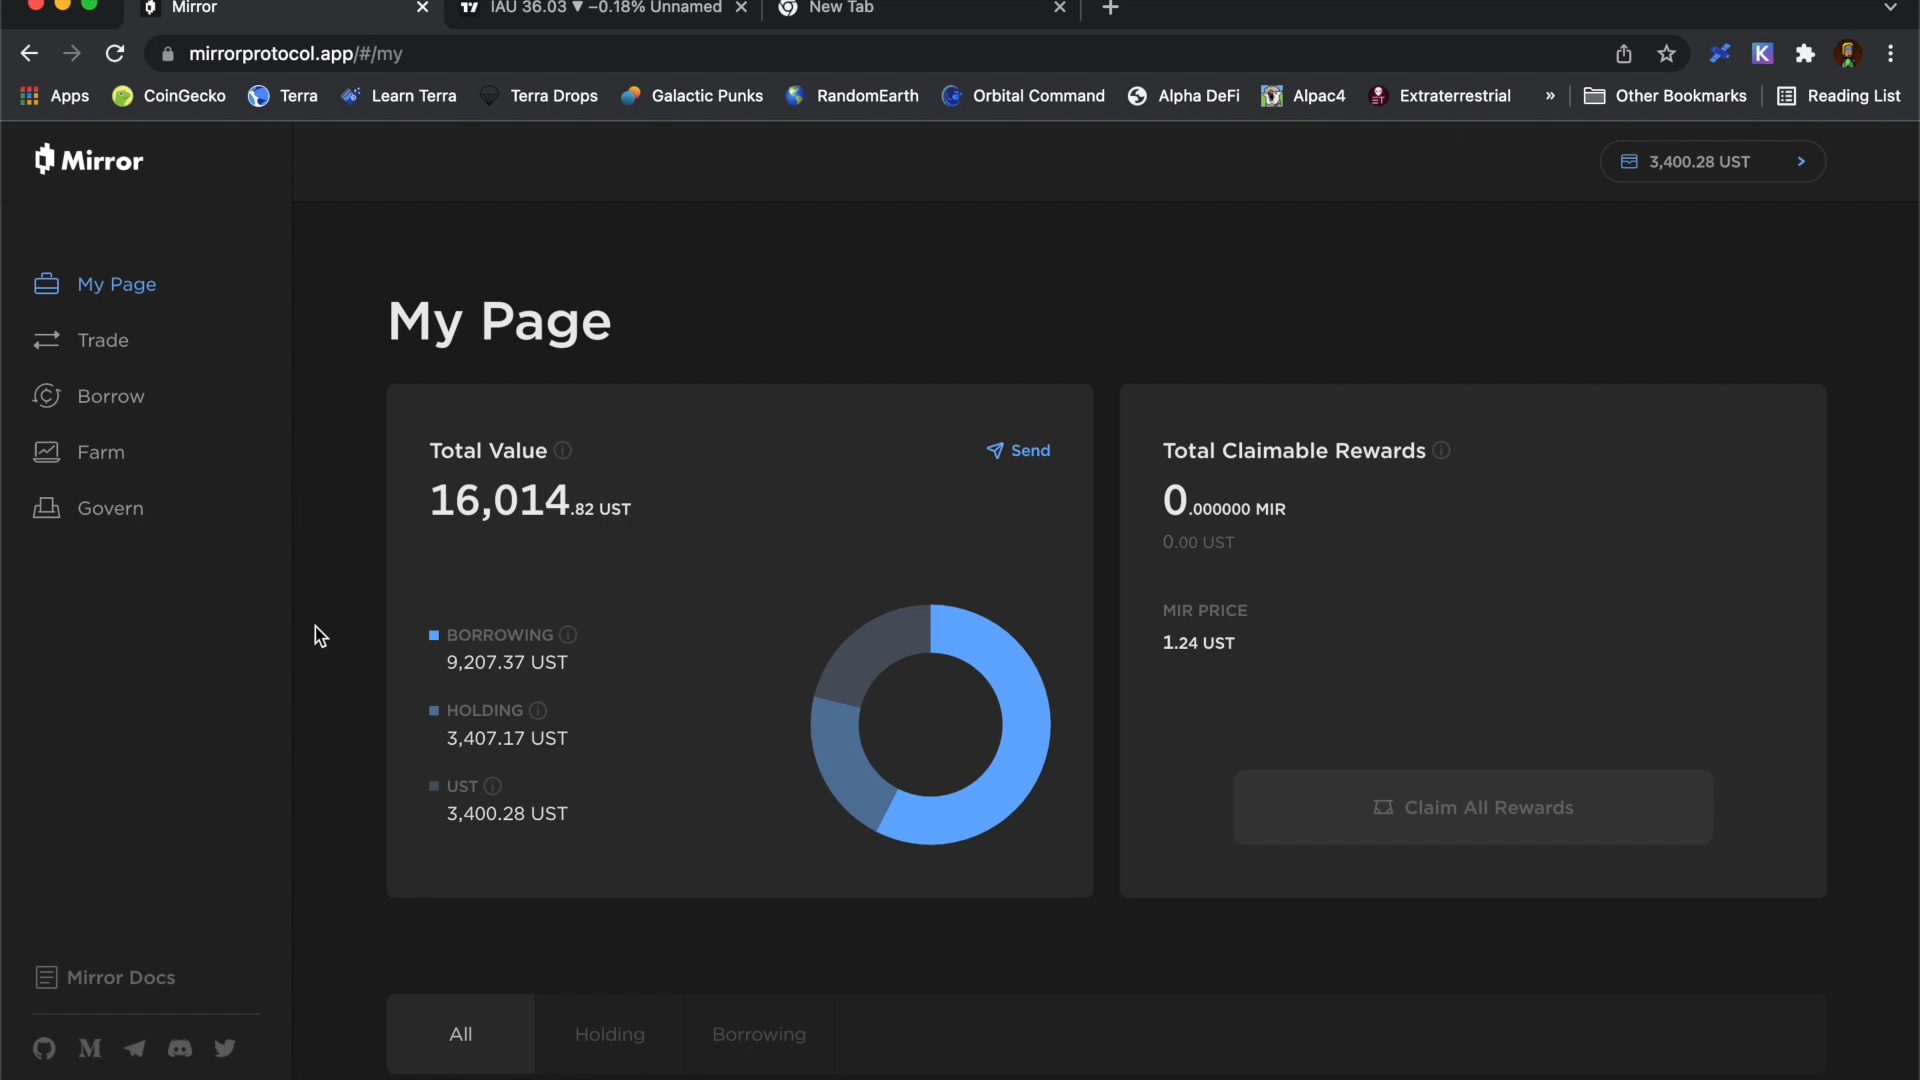 Mirror
IAU 36.03 ▼ −0.18% Unnamed
New Tab
mirrorprotocol.app/#/my
K
Apps
CoinGecko
Terra
Learn Terra
Terra Drops
Galactic Punks
RandomEarth
Orbital Command
Alpha DeFi
Alpac4
Extraterrestrial
»
Other Bookmarks
Reading List
Mirror
3,400.28 UST
My Page
Trade
Borrow
Farm
Govern
Mirror Docs
My Page
Total Value
Send
16,014.82 UST
BORROWING
9,207.37 UST
HOLDING
3,407.17 UST
UST
3,400.28 UST
Total Claimable Rewards
0.000000 MIR
0.00 UST
MIR PRICE
1.24 UST
Claim All Rewards
All
Holding
Borrowing